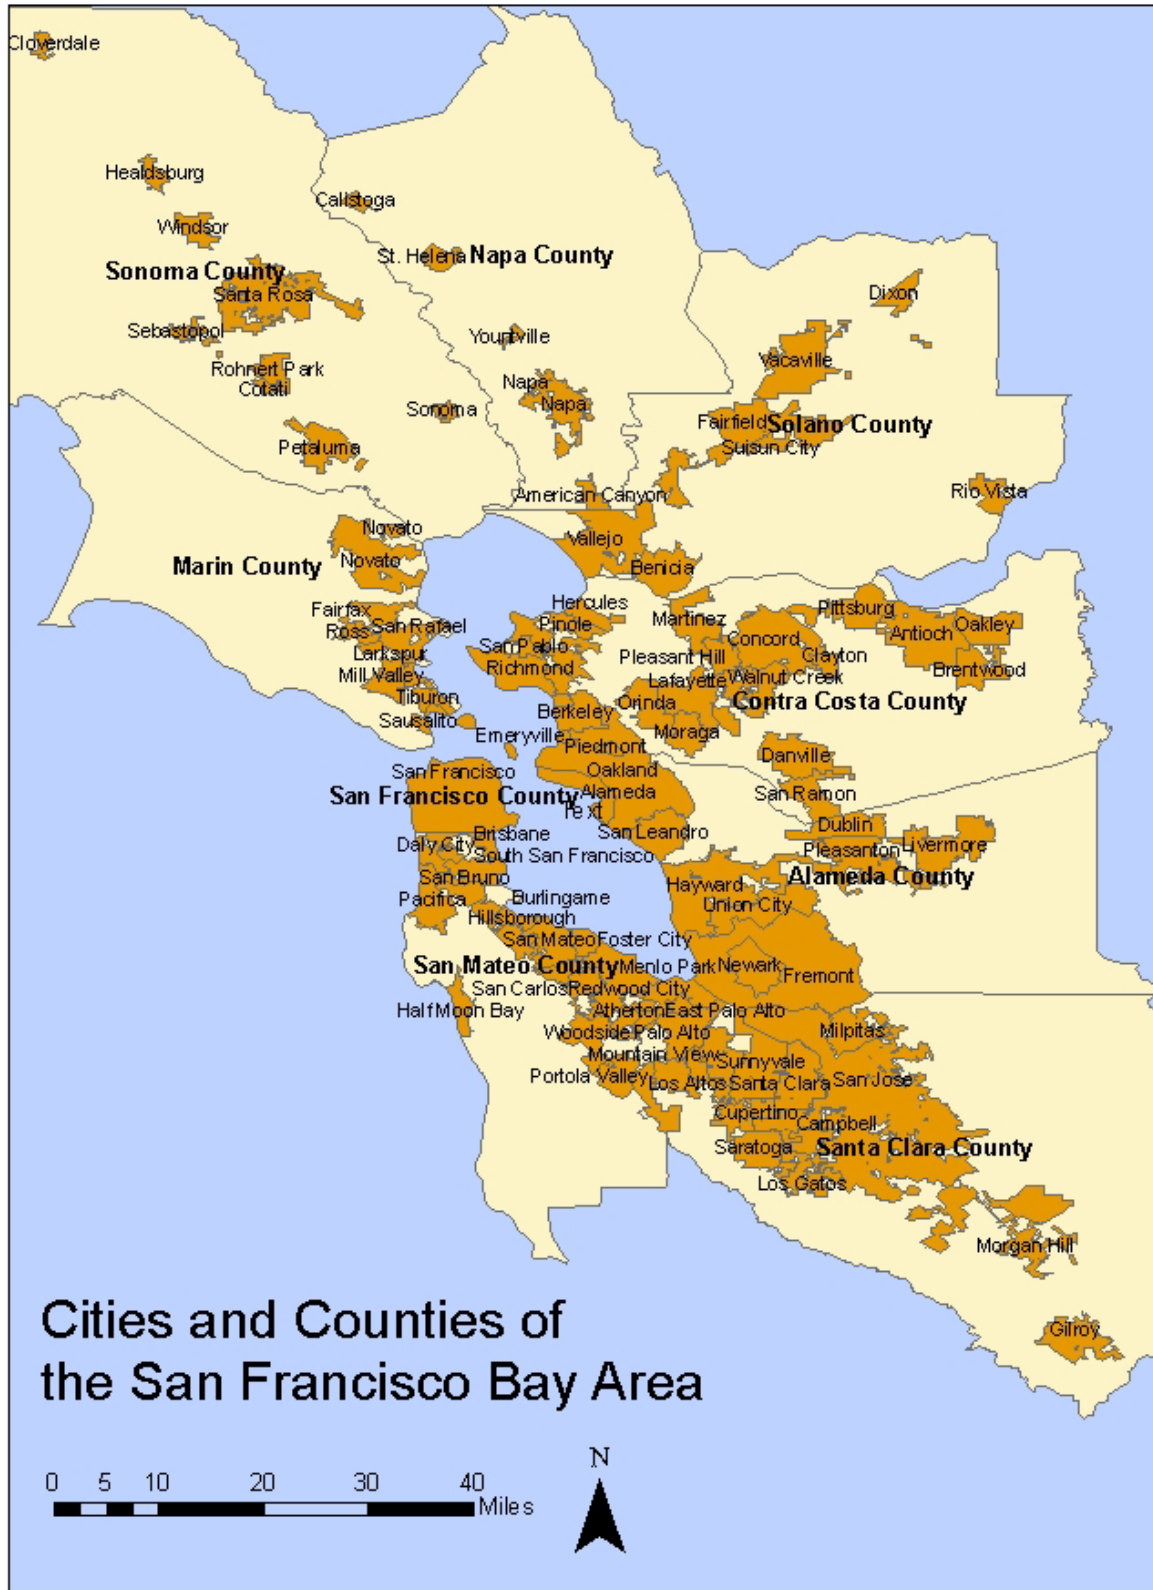 Cloverdale
Healdsburg
Calistoga
Windsor
St. Helena
Napa County
Sonoma County
Santa Rosa
Dixon
Sebastopol
Yountville
Vacaville
Rohnert Park
Cotati
Napa
Napa
Sonoma
Fairfield
Solano County
Petaluma
Suisun City
American Canyon
Rio Vista
Novato
Vallejo
Novato
Marin County
Benicia
Hercules
Fairfax
Pinole
Martinez
Pittsburg
Ross
San Rafael
Concord
Antioch
Oakley
San Pablo
Larkspur
Pleasant Hill
Clayton
Richmond
Mill Valley
Lafayette
Walnut Creek
Brentwood
Tiburon
Orinda
Contra Costa County
Sausalito
Berkeley
Emeryville
Moraga
Piedmont
Danville
San Francisco
Oakland
San Francisco County
Alameda
San Ramon
Text
Brisbane
San Leandro
Dublin
Daly City
South San Francisco
Pleasanton
Livermore
San Bruno
Hayward
Alameda County
Pacifica
Burlingame
Union City
Hillsborough
San Mateo
Foster City
San Mateo County
Menlo Park
Newark
Fremont
San Carlos
Redwood City
Half Moon Bay
Atherton
East Palo Alto
Woodside
Palo Alto
Milpitas
Mountain View
Sunnyvale
Portola Valley
Los Altos
Santa Clara
San Jose
Cupertino
Campbell
Saratoga
Santa Clara County
Los Gatos
Morgan Hill
Gilroy
Cities and Counties of
the San Francisco Bay Area
N
0 5 10 20 30 40
Miles